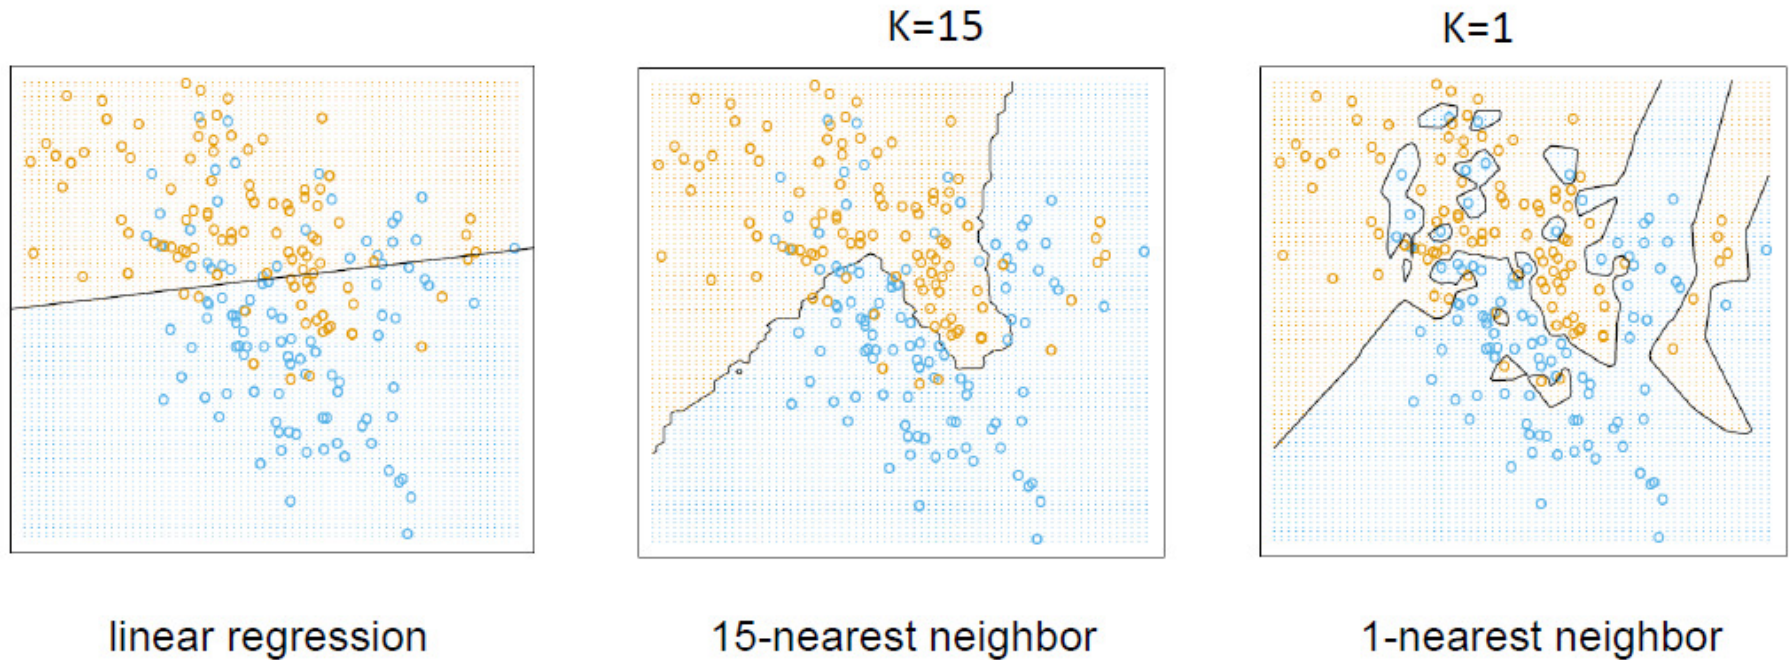 K=15
K=1
linear regression
15-nearest neighbor
1-nearest neighbor